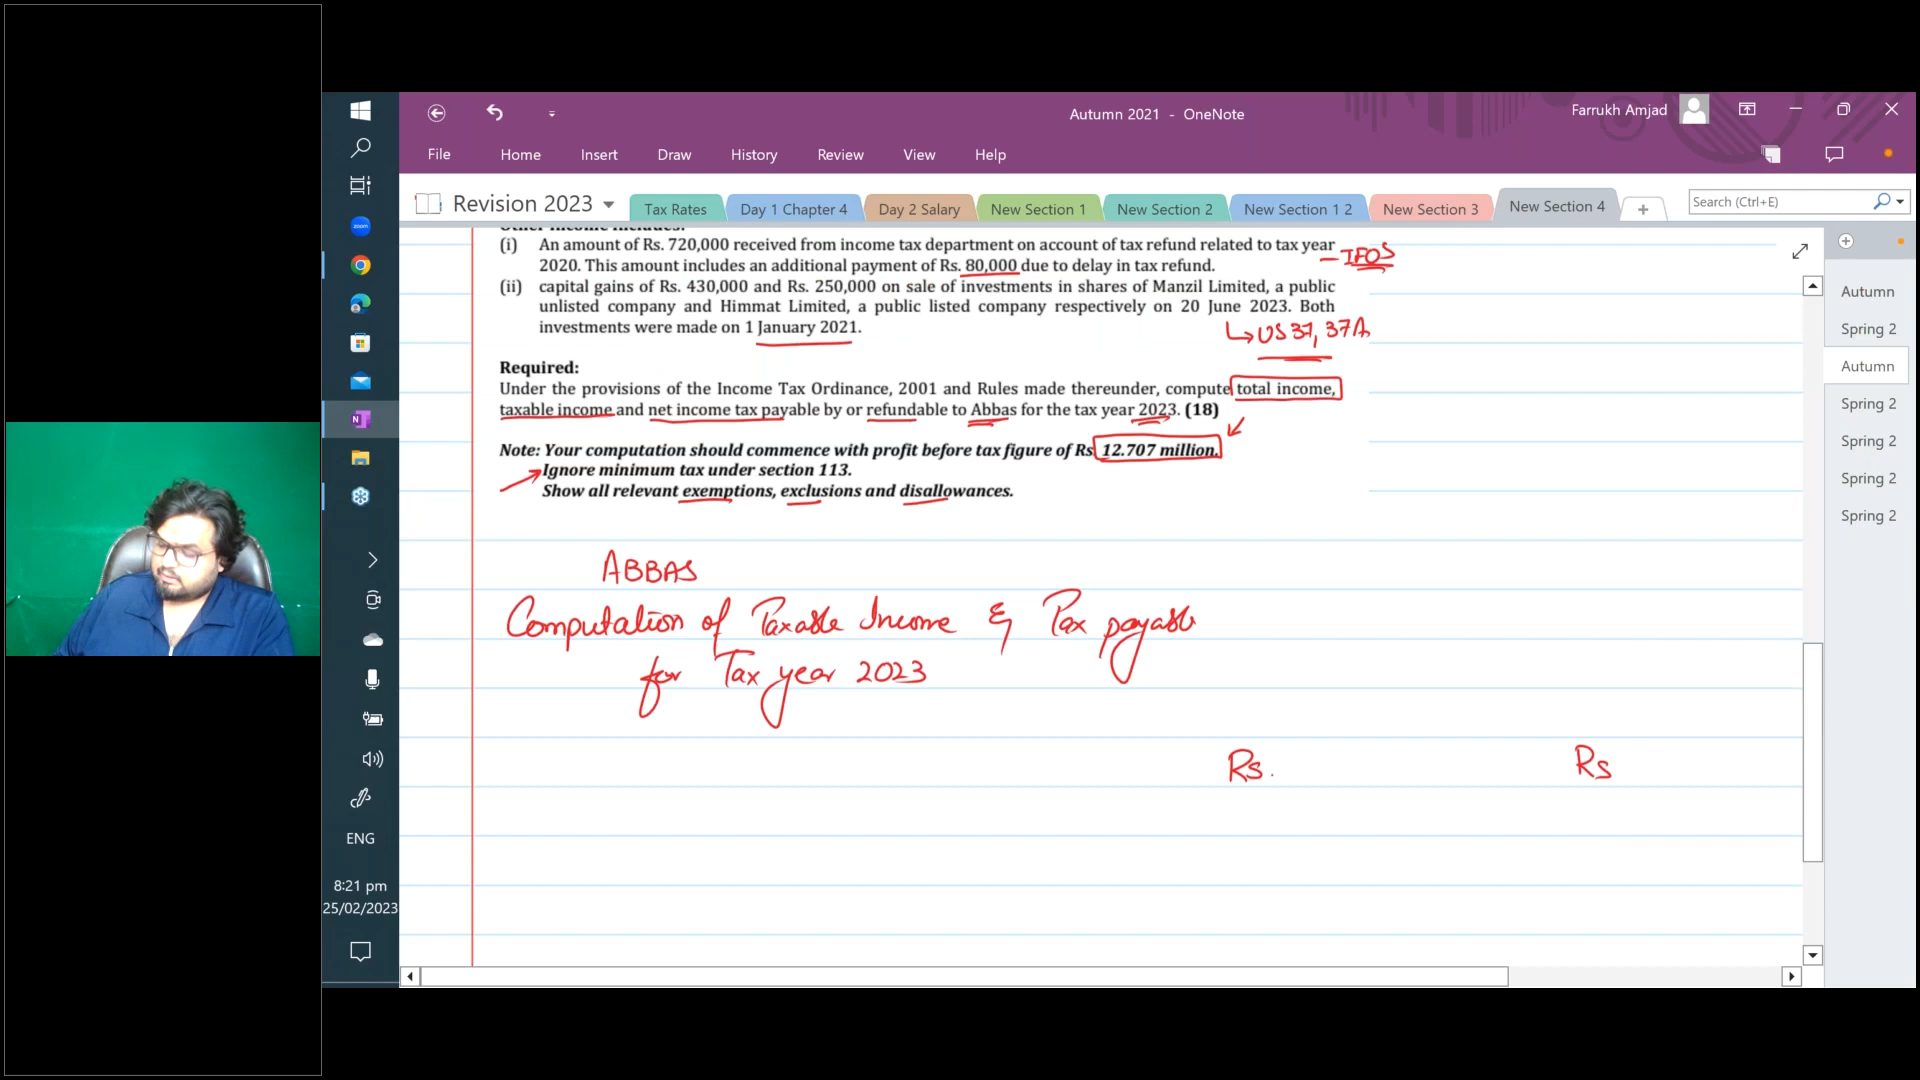 Autumn 2021 - OneNote
Farrukh Amjad
File Home Insert Draw History Review View Help
Revision 2023
Tax Rates
Day 1 Chapter 4
Day 2 Salary
New Section 1
New Section 2
New Section 1 2
New Section 3
New Section 4
Search (Ctrl+E)
Other income includes:
(i) An amount of Rs. 720,000 received from income tax department on account of tax refund related to tax year
2020. This amount includes an additional payment of Rs. 80,000 due to delay in tax refund.
IFOS
(ii) capital gains of Rs. 430,000 and Rs. 250,000 on sale of investments in shares of Manzil Limited, a public
unlisted company and Himmat Limited, a public listed company respectively on 20 June 2023. Both
investments were made on 1 January 2021.
US 37, 37A
Required:
Under the provisions of the Income Tax Ordinance, 2001 and Rules made thereunder, compute total income,
taxable income and net income tax payable by or refundable to Abbas for the tax year 2023. (18)
Note: Your computation should commence with profit before tax figure of Rs 12.707 million.
Ignore minimum tax under section 113.
Show all relevant exemptions, exclusions and disallowances.
ABBAS
Computation of Taxable Income & Tax payable
for Tax year 2023
Rs. Rs
Autumn
Spring 2
Autumn
Spring 2
Spring 2
Spring 2
Spring 2
zoom
ENG
8:21 pm
25/02/2023